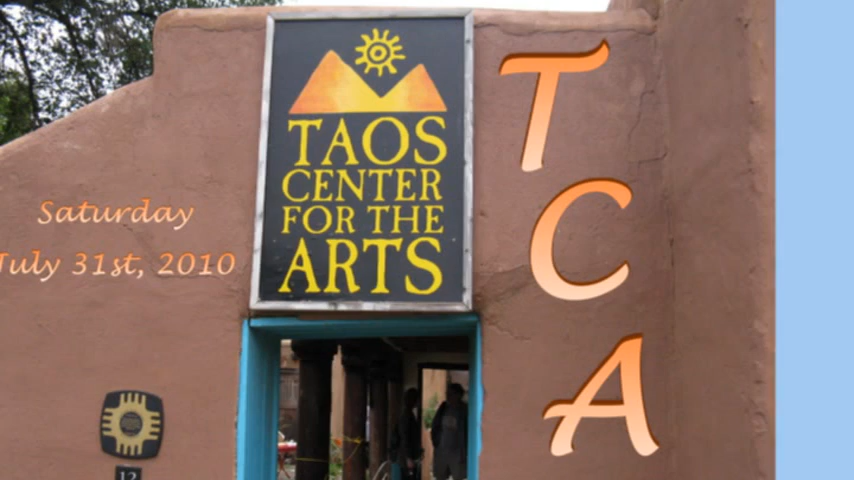 TAOS
CENTER
FOR THE
ARTS
Saturday
July 31st, 2010
T
C
A
12